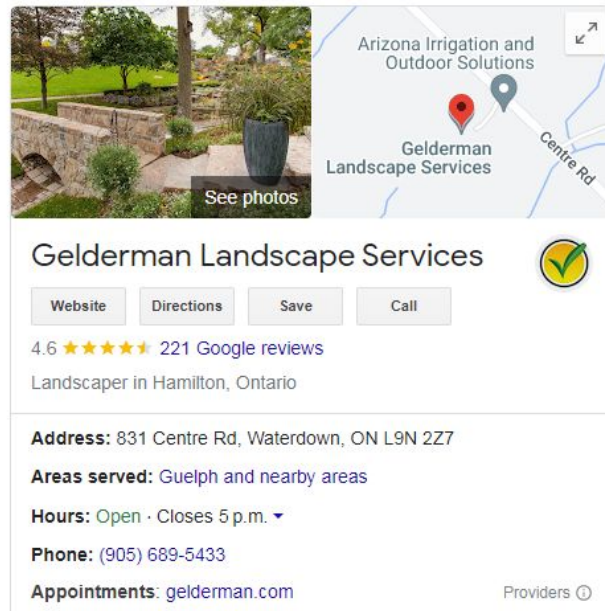 Arizona Irrigation and
Outdoor Solutions
Gelderman
Landscape Services
Centre Rd
See photos
Gelderman Landscape Services
Website Directions Save Call
4.6 221 Google reviews
Landscaper in Hamilton, Ontario
Address: 831 Centre Rd, Waterdown, ON L9N 2Z7
Areas served: Guelph and nearby areas
Hours: Open · Closes 5 p.m.
Phone: (905) 689-5433
Appointments: gelderman.com
Providers